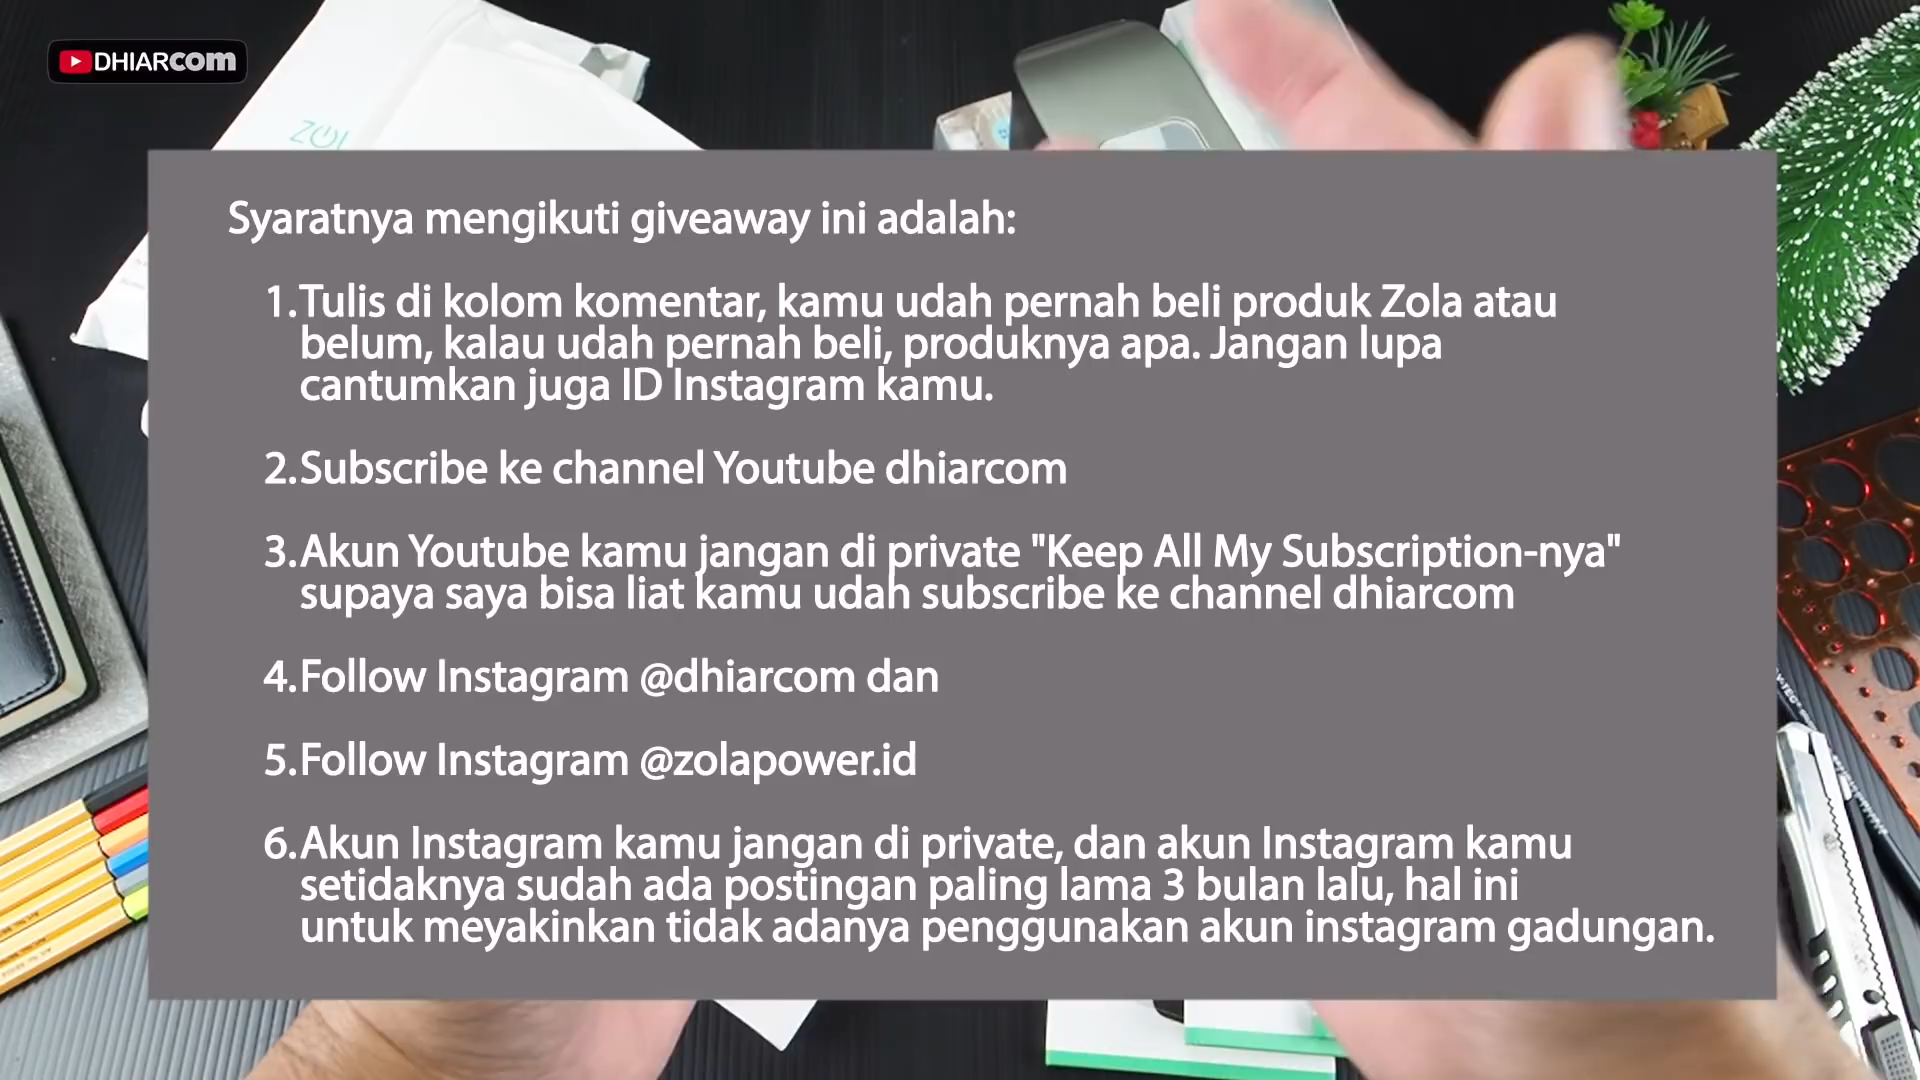 DHIARCOM
ZOL
Syaratnya mengikuti giveaway ini adalah:
1.Tulis di kolom komentar, kamu udah pernah beli produk Zola atau
belum, kalau udah pernah beli, produknya apa. Jangan lupa
cantumkan juga ID Instagram kamu.
2.Subscribe ke channel Youtube dhiarcom
3.Akun Youtube kamu jangan di private "Keep All My Subscription-nya"
supaya saya bisa liat kamu udah subscribe ke channel dhiarcom
4.Follow Instagram @dhiarcom dan
5.Follow Instagram @zolapower.id
6.Akun Instagram kamu jangan di private, dan akun Instagram kamu
setidaknya sudah ada postingan paling lama 3 bulan lalu, hal ini
untuk meyakinkan tidak adanya penggunakan akun instagram gadungan.